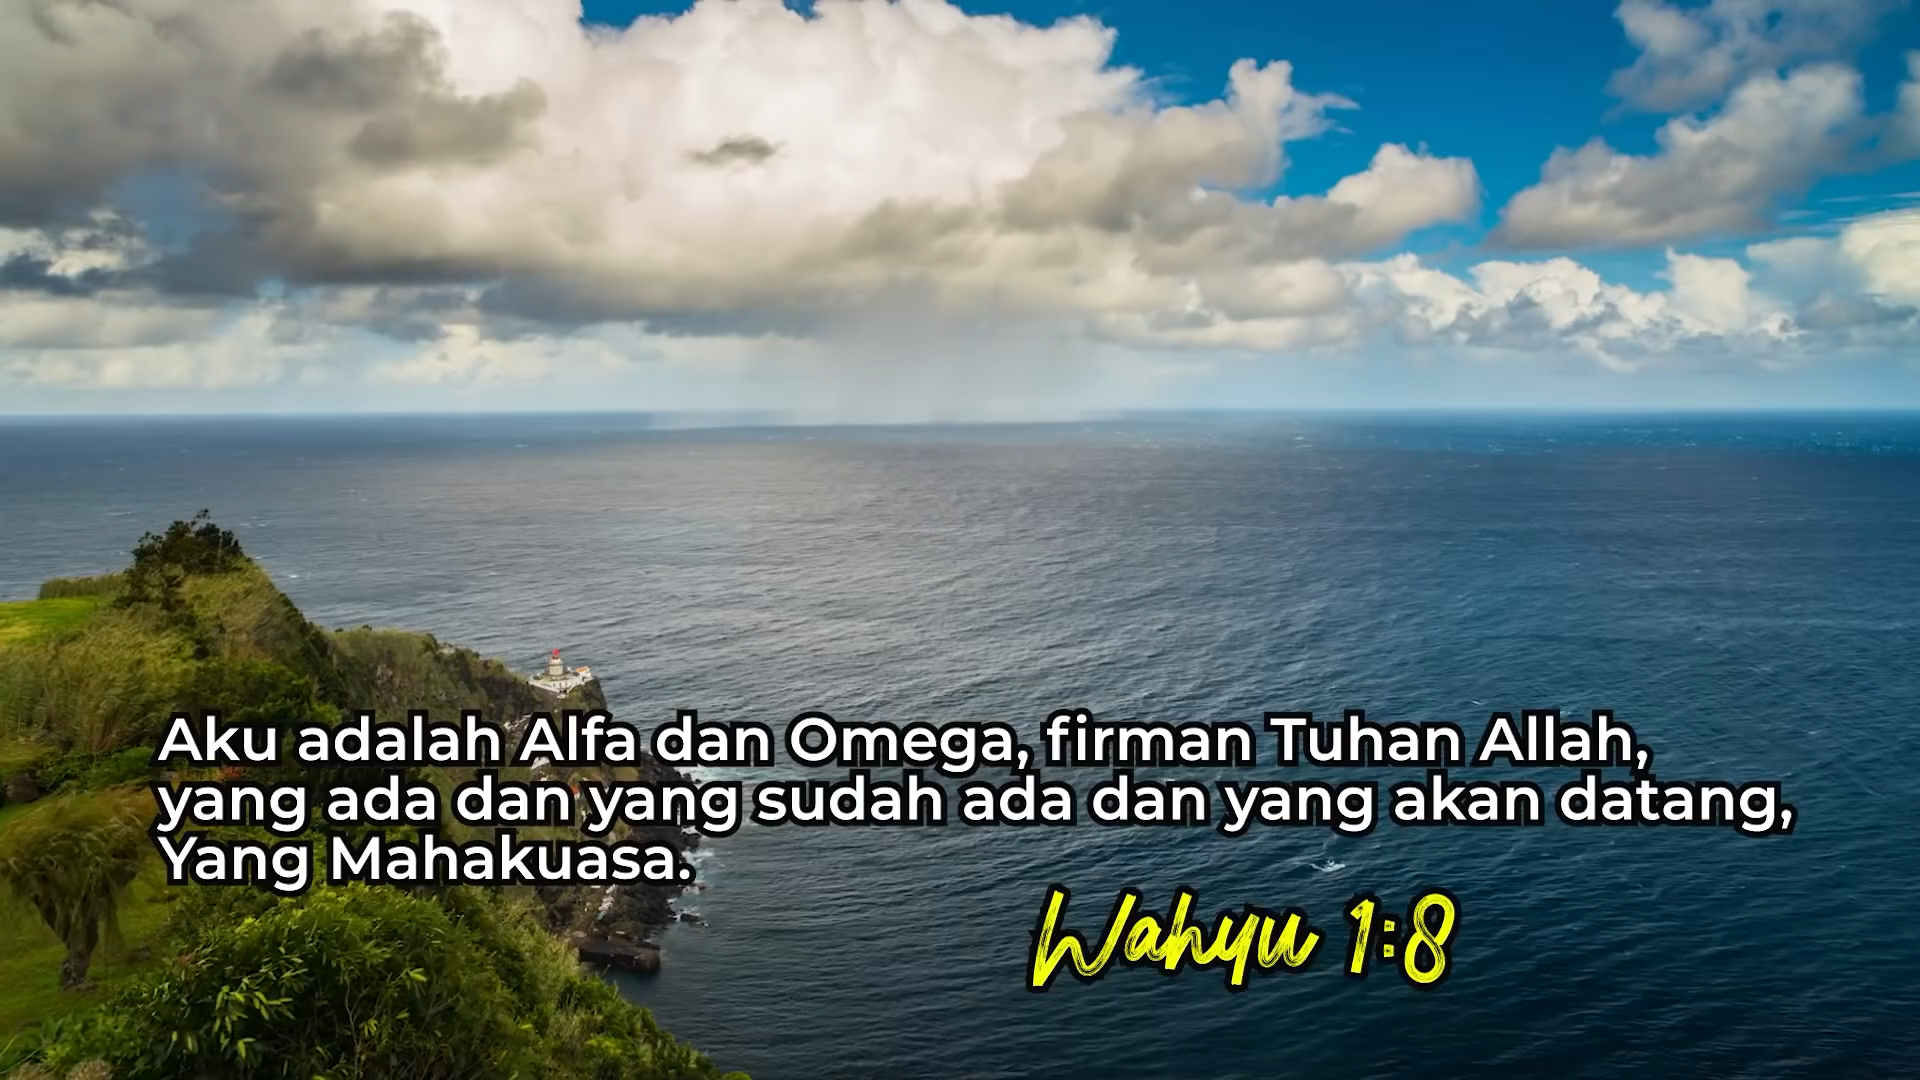 Aku adalah Alfa dan Omega, firman Tuhan Allah,
yang ada dan yang sudah ada dan yang akan datang,
Yang Mahakuasa.
Wahyu 1:8